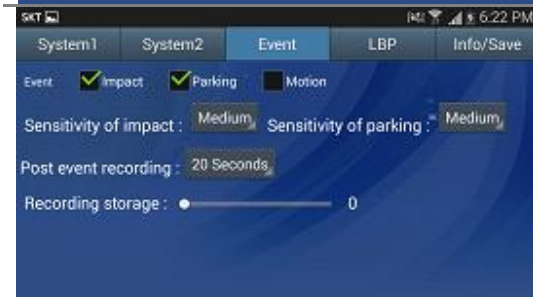 SKT 6:22 PM
System1 System2 Event LBP Info/Save
Event Impact Parking Motion
Sensitivity of impact : Medium Sensitivity of parking : Medium
Post event recording : 20 Seconds
Recording storage : 0